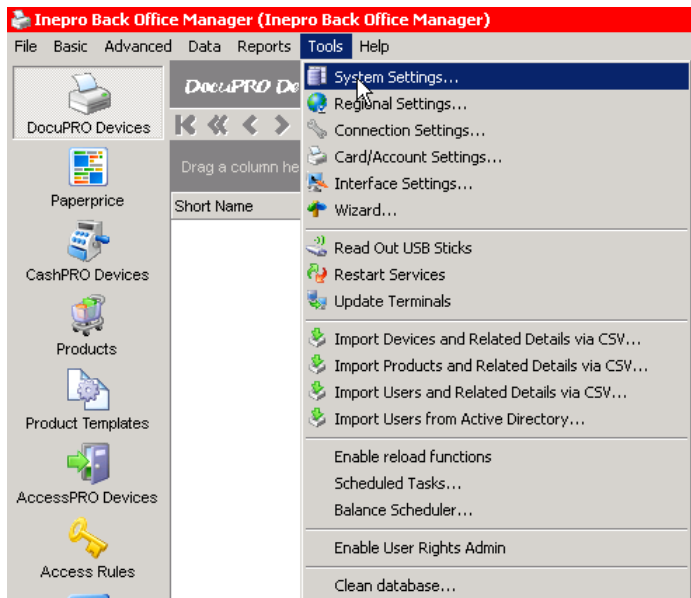 Inepro Back Office Manager (Inepro Back Office Manager)
File Basic Advanced Data Reports Tools Help
DocuPRO Devices
Paperprice
CashPRO Devices
Products
Product Templates
AccessPRO Devices
Access Rules
DocuPRO De
Drag a column he
Short Name
System Settings...
Regional Settings...
Connection Settings...
Card/Account Settings...
Interface Settings...
Wizard...
Read Out USB Sticks
Restart Services
Update Terminals
Import Devices and Related Details via CSV...
Import Products and Related Details via CSV...
Import Users and Related Details via CSV...
Import Users from Active Directory...
Enable reload functions
Scheduled Tasks...
Balance Scheduler...
Enable User Rights Admin
Clean database...